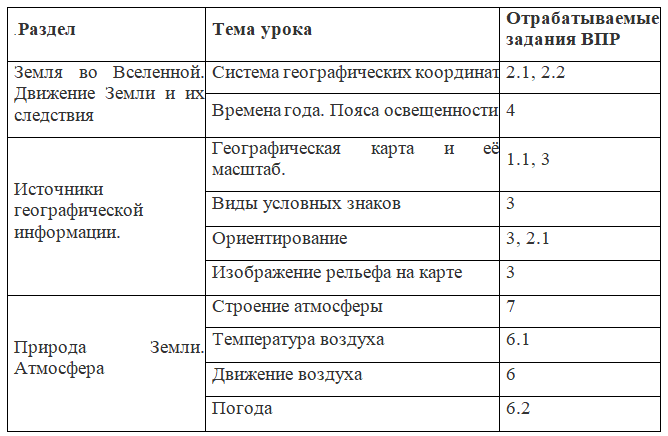 .Раздел
Тема урока
Отрабатываемые
задания ВПР
Земля во Вселенной.
Движение Земли и их
следствия
Система географических координат
2.1, 2.2
Времена года. Пояса освещенности
4
Источники
географической
информации.
Географическая карта и её
масштаб.
1.1, 3
Виды условных знаков
3
Ориентирование
3, 2.1
Изображение рельефа на карте
3
Природа Земли.
Атмосфера
Строение атмосферы
7
Температура воздуха
6.1
Движение воздуха
6
Погода
6.2